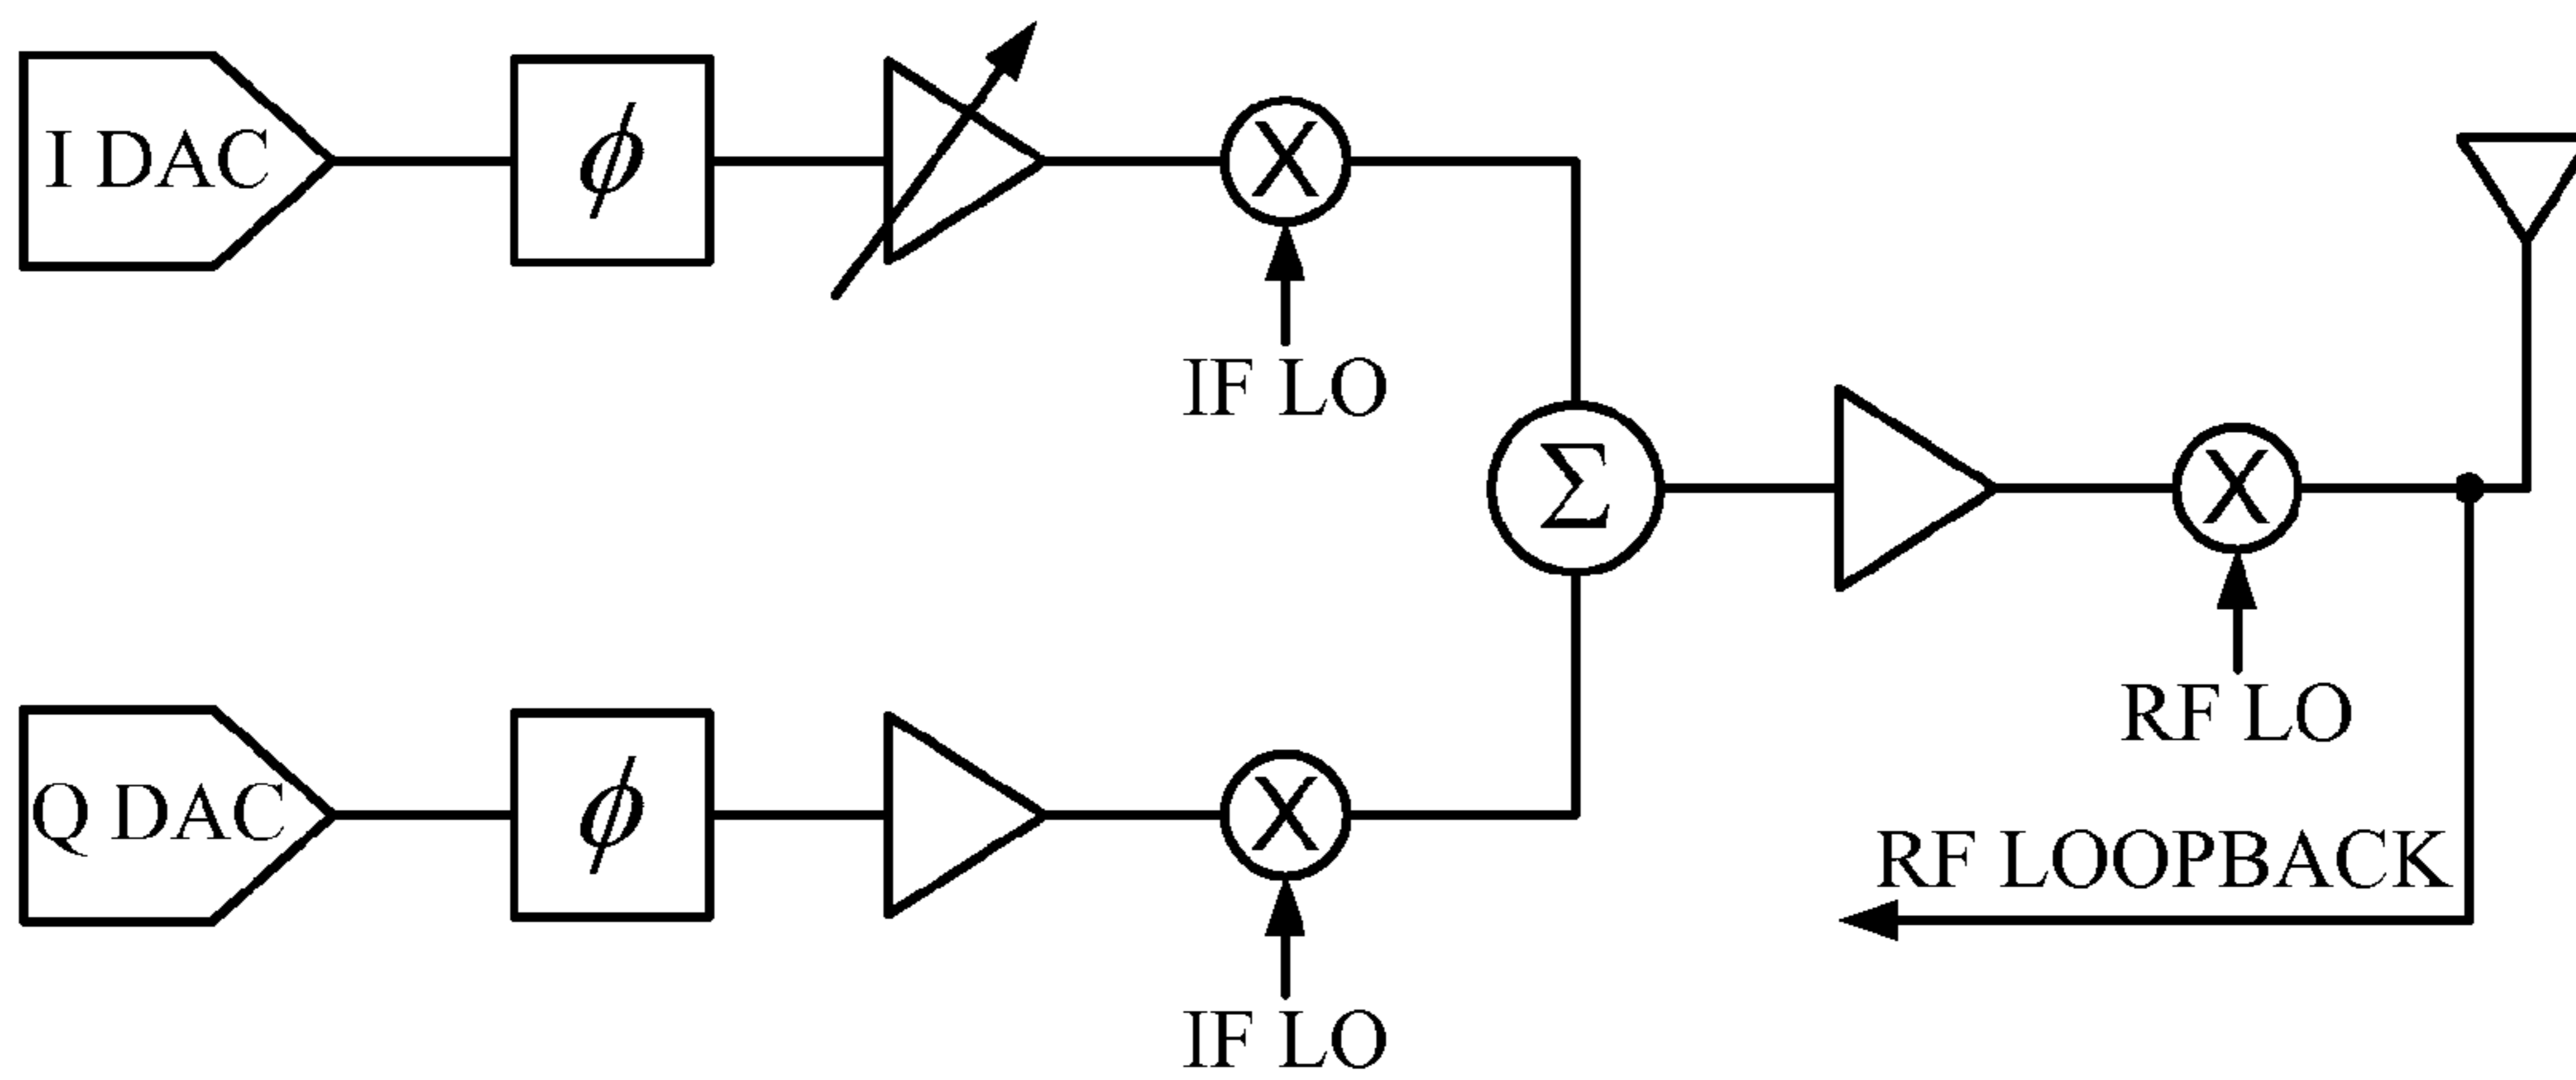 I DAC
ϕ
X
IF LO
Σ
X
RF LO
Q DAC
ϕ
X
IF LO
RF LOOPBACK